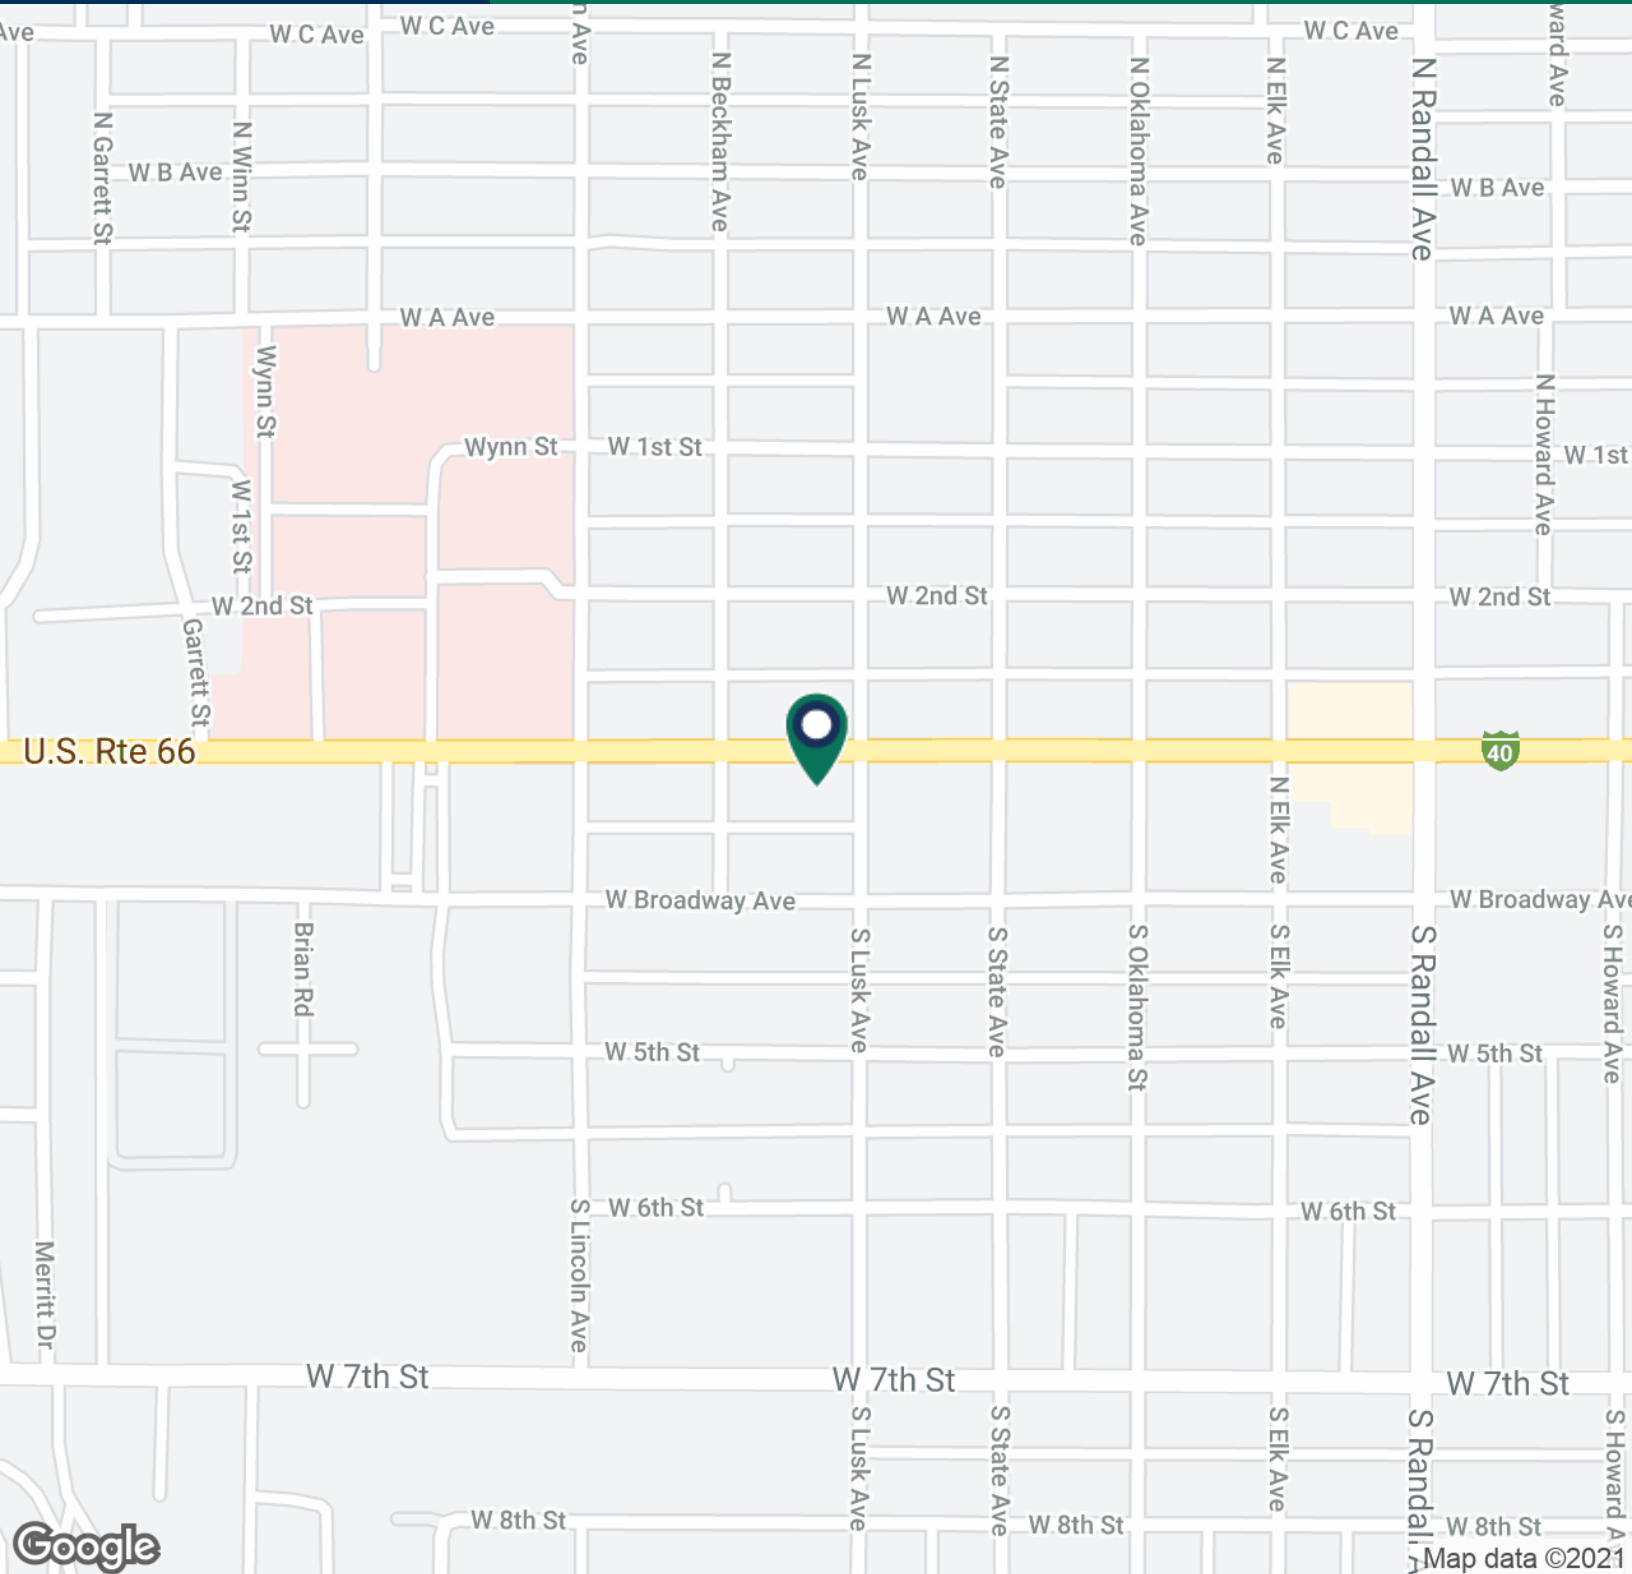 Ave
W C Ave
W C Ave
n Ave
W C Ave
ward Ave
N Garrett St
N Winn St
W B Ave
N Beckham Ave
N Lusk Ave
N State Ave
N Oklahoma Ave
N Elk Ave
N Randall Ave
W B Ave
W A Ave
W A Ave
W A Ave
Wynn St
Wynn St
W 1st St
N Howard Ave
W 1st
W 1st St
W 2nd St
W 2nd St
W 2nd St
Garrett St
U.S. Rte 66
40
N Elk Ave
W Broadway Ave
W Broadway Ave
Brian Rd
S Lusk Ave
S State Ave
S Oklahoma St
S Elk Ave
S Randall Ave
S Howard Ave
W 5th St
W 5th St
W 6th St
W 6th St
S Lincoln Ave
Merritt Dr
W 7th St
W 7th St
W 7th St
S Lusk Ave
S State Ave
S Elk Ave
S Randall A
S Howard A
W 8th St
W 8th St
W 8th St
Google
Map data ©2021